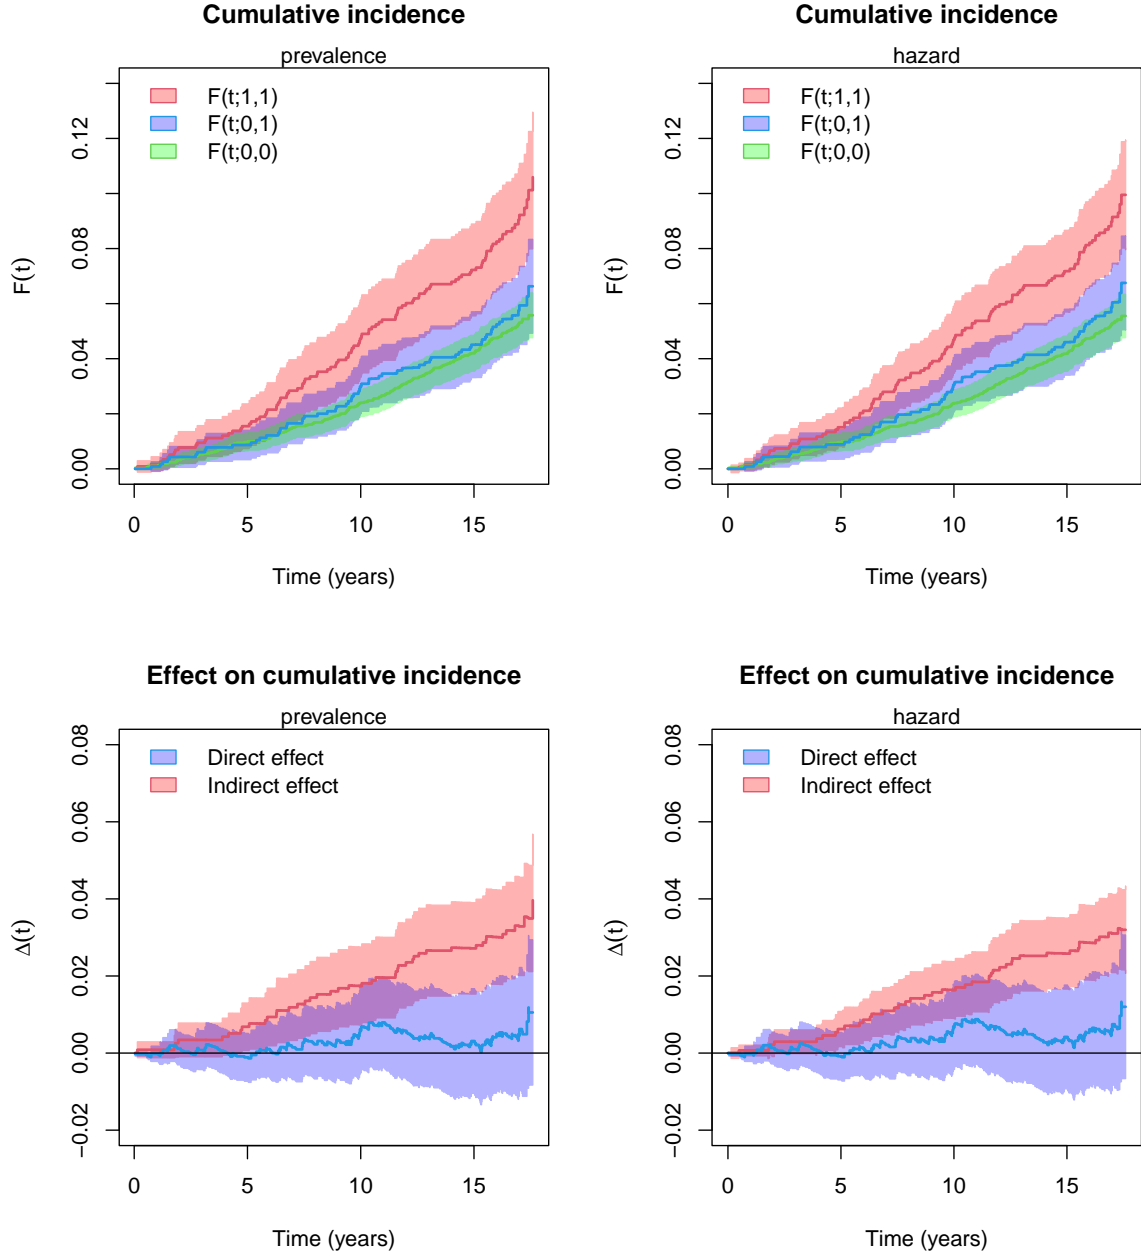 Cumulative incidence
prevalence
F(t;1,1)
F(t;0,1)
F(t;0,0)
0.12
0.08
0.04
0.00
F(t)
0 5 10 15
Time (years)
Cumulative incidence
hazard
F(t;1,1)
F(t;0,1)
F(t;0,0)
0.12
0.08
0.04
0.00
F(t)
0 5 10 15
Time (years)
Effect on cumulative incidence
prevalence
Direct effect
Indirect effect
0.08
0.06
0.04
0.02
0.00
−0.02
Δ(t)
0 5 10 15
Time (years)
Effect on cumulative incidence
hazard
Direct effect
Indirect effect
0.08
0.06
0.04
0.02
0.00
−0.02
Δ(t)
0 5 10 15
Time (years)